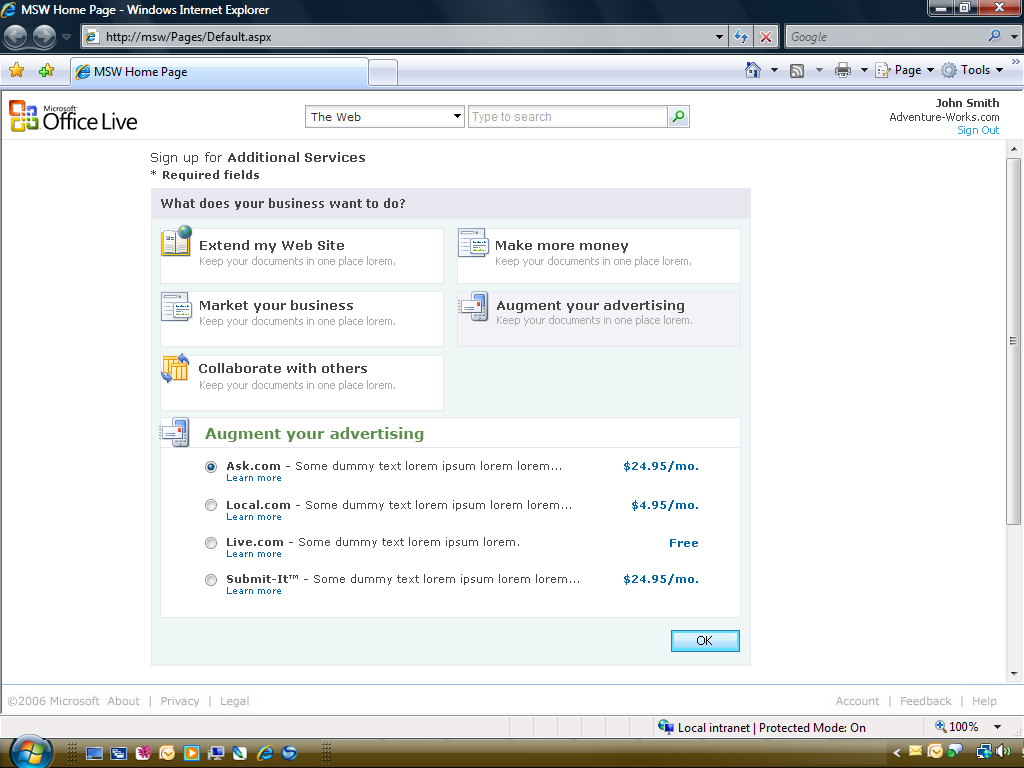 MSW Home Page - Windows Internet Explorer
http://msw/Pages/Default.aspx
Google
MSW Home Page
Page
Tools
Microsoft
Office Live
The Web
Type to search
John Smith
Adventure-Works.com
Sign Out
Sign up for Additional Services
* Required fields
What does your business want to do?
Extend my Web Site
Keep your documents in one place lorem.
Make more money
Keep your documents in one place lorem.
Market your business
Keep your documents in one place lorem.
Augment your advertising
Keep your documents in one place lorem.
Collaborate with others
Keep your documents in one place lorem.
Augment your advertising
Ask.com - Some dummy text lorem ipsum lorem lorem... $24.95/mo.
Learn more
Local.com - Some dummy text lorem ipsum lorem lorem... $4.95/mo.
Learn more
Live.com - Some dummy text lorem ipsum lorem. Free
Learn more
Submit-It™ - Some dummy text lorem ipsum lorem lorem... $24.95/mo.
Learn more
OK
©2006 Microsoft About | Privacy | Legal
Account | Feedback | Help
Local intranet | Protected Mode: On
100%